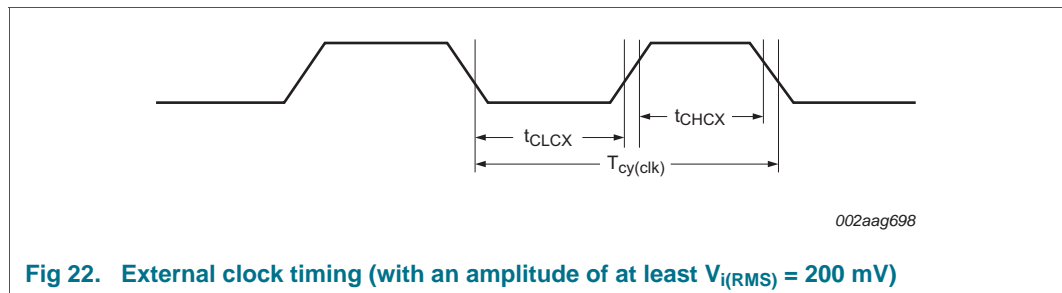 tCHCX
tCLCX
Tcy(clk)
002aag698
Fig 22. External clock timing (with an amplitude of at least Vi(RMS) = 200 mV)